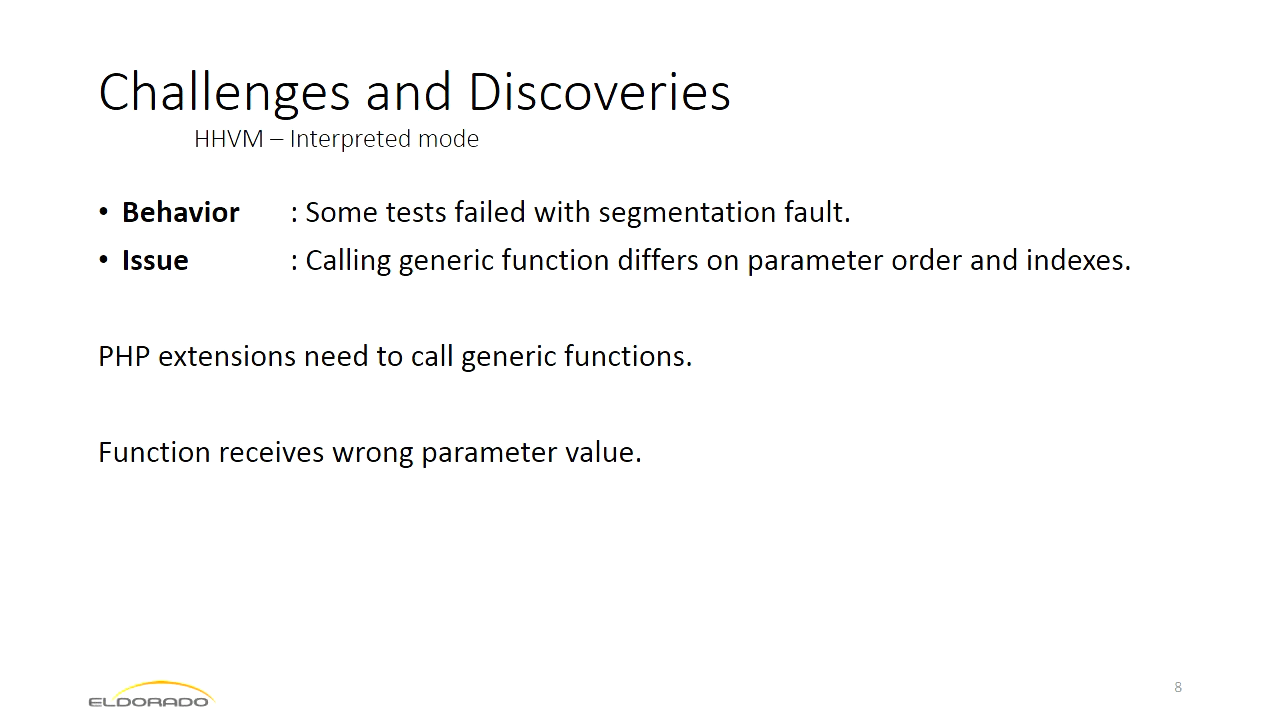 Challenges and Discoveries
HHVM – Interpreted mode
• Behavior : Some tests failed with segmentation fault.
• Issue : Calling generic function differs on parameter order and indexes.
PHP extensions need to call generic functions.
Function receives wrong parameter value.
ELDORADO
8